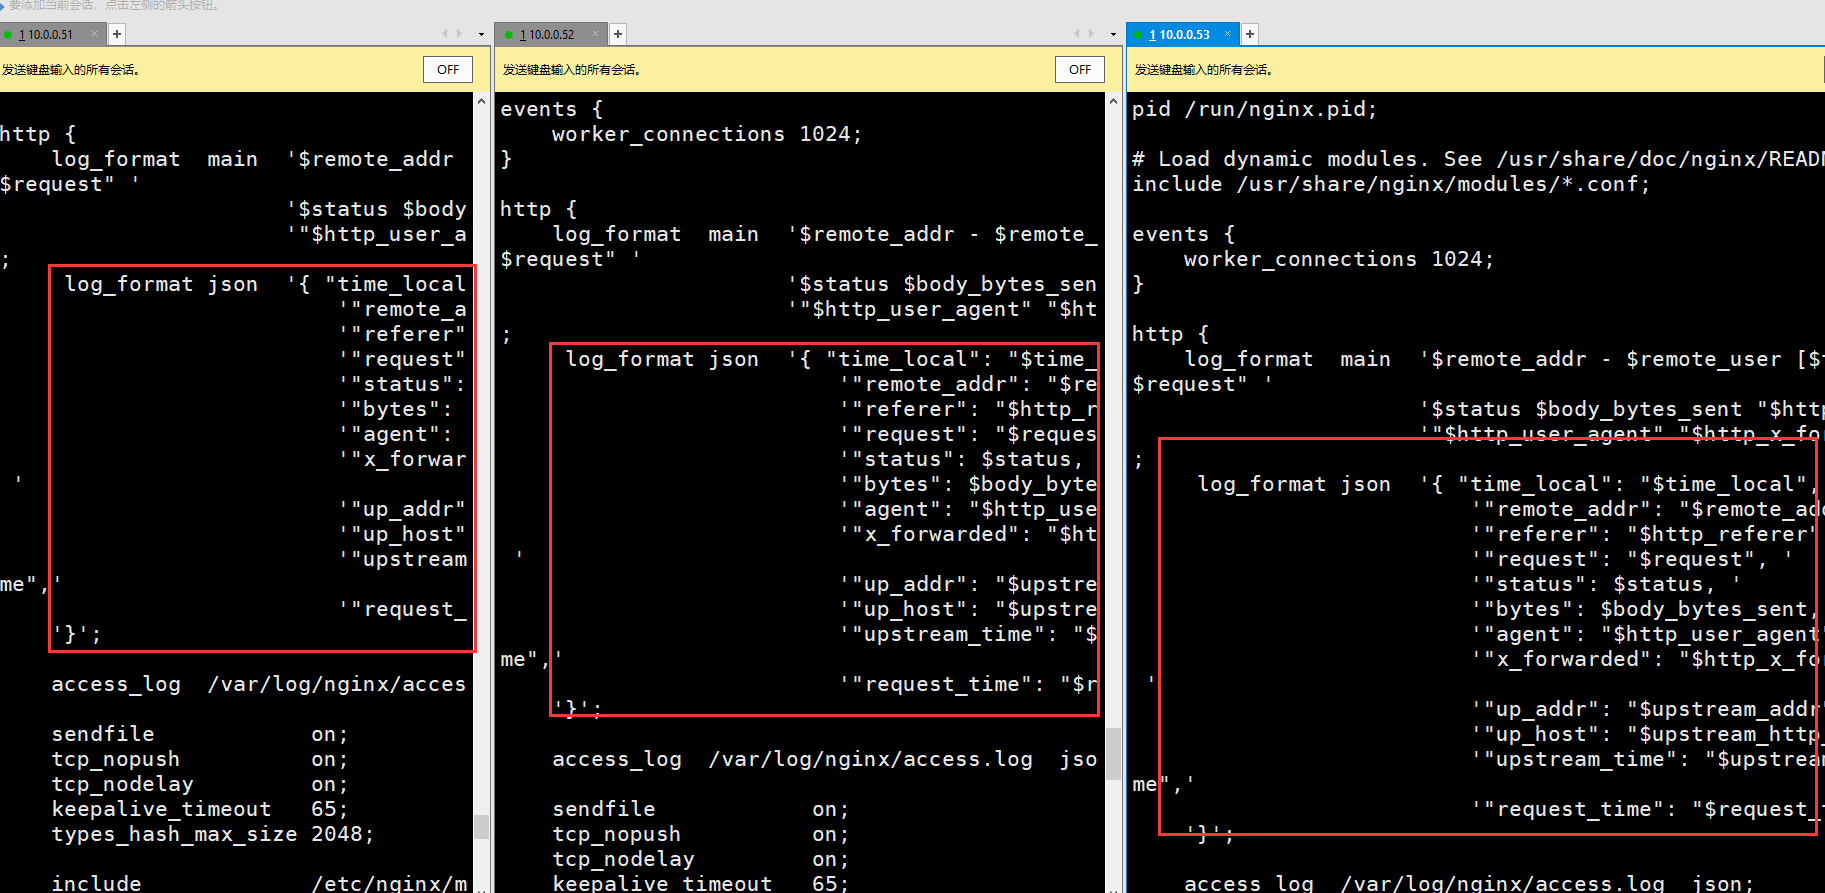 要添加当前会话，点击左侧的箭头按钮。
1 10.0.0.51 × +
发送键盘输入的所有会话。 OFF
http {
    log_format  main  '$remote_addr
$request" '
                      '$status $body
                      '"$http_user_a
;
     log_format json  '{ "time_local
                          '"remote_a
                          '"referer"
                          '"request"
                          '"status":
                          '"bytes":
                          '"agent":
                          '"x_forwar
 '
                          '"up_addr"
                          '"up_host"
                          '"upstream
me",'
                          '"request_
    '}';
    access_log  /var/log/nginx/acces
    sendfile            on;
    tcp_nopush          on;
    tcp_nodelay         on;
    keepalive_timeout   65;
    types_hash_max_size 2048;
    include             /etc/nginx/m
1 10.0.0.52 × +
发送键盘输入的所有会话。 OFF
events {
    worker_connections 1024;
}
http {
    log_format  main  '$remote_addr - $remote_
$request" '
                      '$status $body_bytes_sen
                      '"$http_user_agent" "$ht
;
     log_format json  '{ "time_local": "$time_
                          '"remote_addr": "$re
                          '"referer": "$http_r
                          '"request": "$reques
                          '"status": $status,
                          '"bytes": $body_byte
                          '"agent": "$http_use
                          '"x_forwarded": "$ht
 '
                          '"up_addr": "$upstre
                          '"up_host": "$upstre
                          '"upstream_time": "$
me",'
                          '"request_time": "$r
    '}';
    access_log  /var/log/nginx/access.log  jso
    sendfile            on;
    tcp_nopush          on;
    tcp_nodelay         on;
    keepalive_timeout   65;
1 10.0.0.53 × +
发送键盘输入的所有会话。
pid /run/nginx.pid;
# Load dynamic modules. See /usr/share/doc/nginx/READM
include /usr/share/nginx/modules/*.conf;
events {
    worker_connections 1024;
}
http {
    log_format  main  '$remote_addr - $remote_user [$t
$request" '
                      '$status $body_bytes_sent "$http
                      '"$http_user_agent" "$http_x_for
;
     log_format json  '{ "time_local": "$time_local",
                          '"remote_addr": "$remote_add
                          '"referer": "$http_referer"
                          '"request": "$request", '
                          '"status": $status, '
                          '"bytes": $body_bytes_sent,
                          '"agent": "$http_user_agent"
                          '"x_forwarded": "$http_x_for
 '
                          '"up_addr": "$upstream_addr"
                          '"up_host": "$upstream_http_
                          '"upstream_time": "$upstream
me",'
                          '"request_time": "$request_t
    '}';
    access_log  /var/log/nginx/access.log  json;